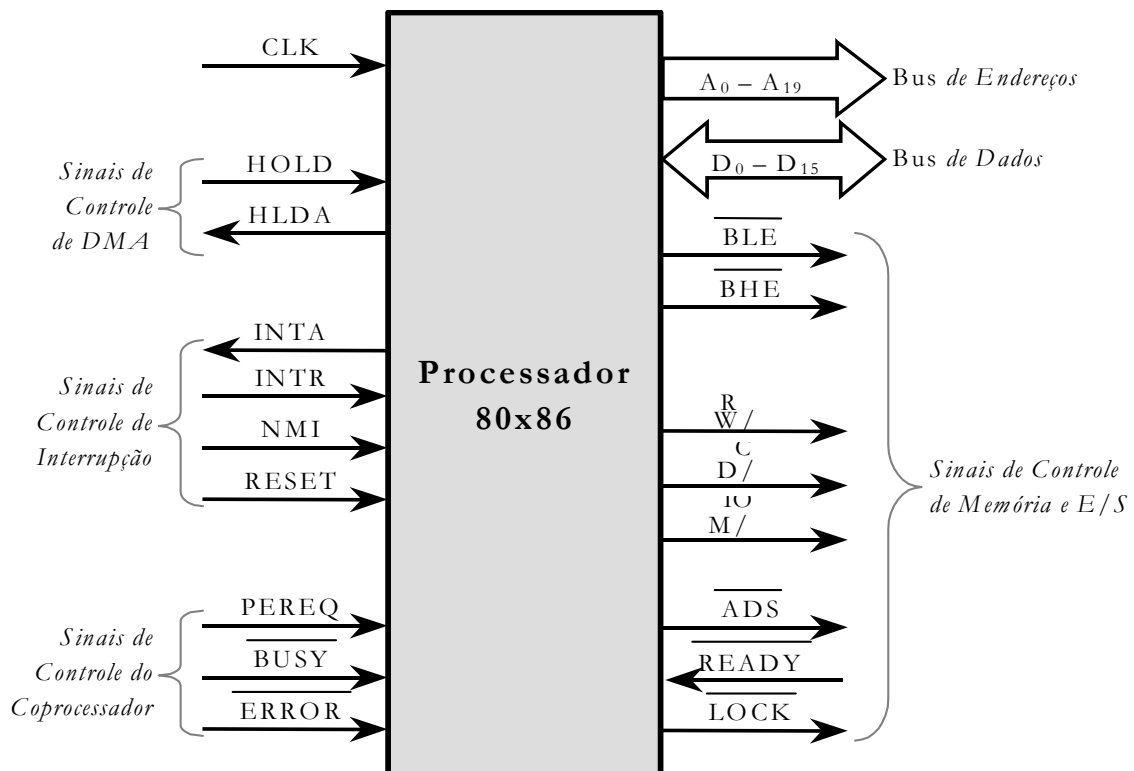 CLK
Sinais de
Controle
de DMA
HOLD
HLDA
Sinais de
Controle de
Interrupção
INTA
INTR
NMI
RESET
Sinais de
Controle do
Coprocessador
PEREQ
BUSY
ERROR
Processador
80x86
A0 – A19
Bus de Endereços
D0 – D15
Bus de Dados
BLE
BHE
R
W/
C
D/
IO
M/
ADS
READY
LOCK
Sinais de Controle
de Memória e E/S